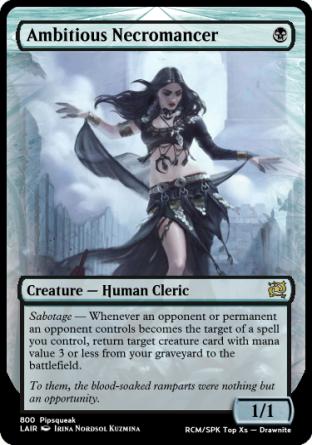 Ambitious Necromancer
Creature — Human Cleric
Sabotage — Whenever an opponent or permanent
an opponent controls becomes the target of a spell
you control, return target creature card with mana
value 3 or less from your graveyard to the
battlefield.
To them, the blood-soaked ramparts were nothing but
an opportunity.
1/1
800 Pipsqueak
LAIR Irina Nordsol Kuzmina
RCM/SPK Top Xs — Drawnite